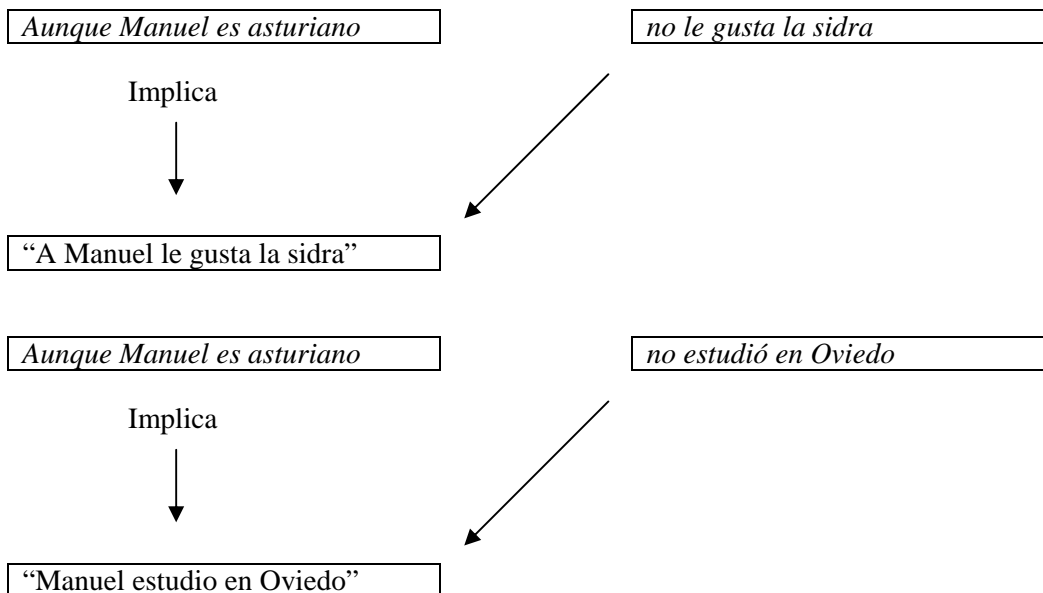 Aunque Manuel es asturiano
no le gusta la sidra
Implica
“A Manuel le gusta la sidra”
Aunque Manuel es asturiano
no estudió en Oviedo
Implica
“Manuel estudio en Oviedo”